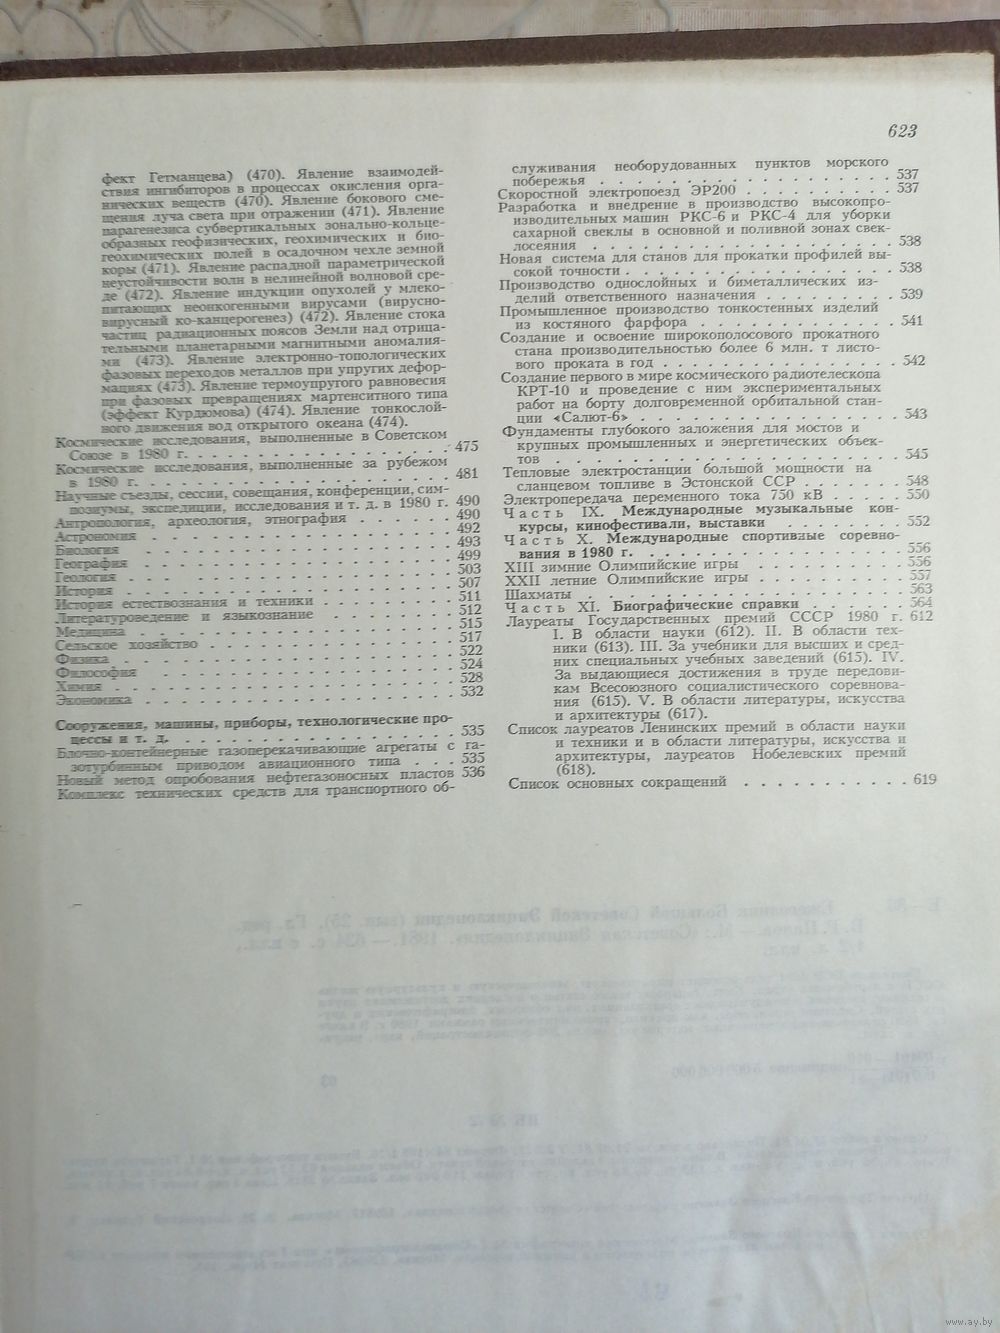 623
фект Гетманцева) (470). Явление взаимодей-
ствия ингибиторов в процессах окисления орга-
нических веществ (470). Явление бокового сме-
щения луча света при отражении (471). Явление
парагенезиса субвертикальных зонально-кольце-
образных геофизических, геохимических и био-
геохимических полей в осадочном чехле земной
коры (471). Явление распадной параметрической
неустойчивости волн в нелинейной волновой сре-
де (472). Явление индукции опухолей у млеко-
питающих неонкогенными вирусами (вирусно-
вирусный ко-канцерогенез) (472). Явление стока
частиц радиационных поясов Земли над отрица-
тельными планетарными магнитными аномалия-
ми (473). Явление электронно-топологических
фазовых переходов металлов при упругих дефор-
мациях (473). Явление термоупругого равновесия
при фазовых превращениях мартенситного типа
(эффект Курдюмова) (474). Явление тонкослой-
ного движения вод открытого океана (474).
Космические исследования, выполненные в Советском
Союзе в 1980 г. . . . . . . . . . . . . . . . . . 475
Космические исследования, выполненные за рубежом
в 1980 г. . . . . . . . . . . . . . . . . . . . . 481
Научные съезды, сессии, совещания, конференции, сим-
позиумы, экспедиции, исследования и т. д. в 1980 г. 490
Антропология, археология, этнография . . . . . . 490
Астрономия . . . . . . . . . . . . . . . . . . . 492
Биология . . . . . . . . . . . . . . . . . . . . 493
География . . . . . . . . . . . . . . . . . . . . 499
Геология . . . . . . . . . . . . . . . . . . . . 503
История . . . . . . . . . . . . . . . . . . . . . 507
История естествознания и техники . . . . . . . . 511
Литературоведение и языкознание . . . . . . . . 512
Медицина . . . . . . . . . . . . . . . . . . . . 515
Сельское хозяйство . . . . . . . . . . . . . . . 517
Физика . . . . . . . . . . . . . . . . . . . . . 522
Философия . . . . . . . . . . . . . . . . . . . 524
Химия . . . . . . . . . . . . . . . . . . . . . . 528
Экономика . . . . . . . . . . . . . . . . . . . 532
Сооружения, машины, приборы, технологические про-
цессы и т. д. . . . . . . . . . . . . . . . . . . 535
Блочно-контейнерные газоперекачивающие агрегаты с га-
зотурбинным приводом авиационного типа . . . 535
Новый метод опробования нефтегазоносных пластов 536
Комплекс технических средств для транспортного об-
служивания необорудованных пунктов морского
побережья . . . . . . . . . . . . . . . . . . . 537
Скоростной электропоезд ЭР200 . . . . . . . . . . 537
Разработка и внедрение в производство высокопро-
изводительных машин РКС-6 и РКС-4 для уборки
сахарной свеклы в основной и поливной зонах свек-
лосеяния . . . . . . . . . . . . . . . . . . . 538
Новая система для станов для прокатки профилей вы-
сокой точности . . . . . . . . . . . . . . . . . 538
Производство однослойных и биметаллических из-
делий ответственного назначения . . . . . . . . . 539
Промышленное производство тонкостенных изделий
из костяного фарфора . . . . . . . . . . . . . 541
Создание и освоение широкополосового прокатного
стана производительностью более 6 млн. т листо-
вого проката в год . . . . . . . . . . . . . . . 542
Создание первого в мире космического радиотелескопа
КРТ-10 и проведение с ним экспериментальных
работ на борту долговременной орбитальной стан-
ции «Салют-6» . . . . . . . . . . . . . . . . . 543
Фундаменты глубокого заложения для мостов и
крупных промышленных и энергетических объек-
тов . . . . . . . . . . . . . . . . . . . . . . 545
Тепловые электростанции большой мощности на
сланцевом топливе в Эстонской ССР . . . . . . . 548
Электропередача переменного тока 750 кВ . . . . . 550
Часть IX. Международные музыкальные кон-
курсы, кинофестивали, выставки . . . . . . . . 552
Часть X. Международные спортивные соревно-
вания в 1980 г. . . . . . . . . . . . . . . . . 556
XIII зимние Олимпийские игры . . . . . . . . . . 556
XXII летние Олимпийские игры . . . . . . . . . . 557
Шахматы . . . . . . . . . . . . . . . . . . . . 563
Часть XI. Биографические справки . . . . . . . 564
Лауреаты Государственных премий СССР 1980 г. 612
I. В области науки (612). II. В области тех-
ники (613). III. За учебники для высших и сред-
них специальных учебных заведений (615). IV.
За выдающиеся достижения в труде передови-
кам Всесоюзного социалистического соревнова-
ния (615). V. В области литературы, искусства
и архитектуры (617).
Список лауреатов Ленинских премий в области науки
и техники и в области литературы, искусства и
архитектуры, лауреатов Нобелевских премий
(618).
Список основных сокращений . . . . . . . . . . . 619
www.ay.by